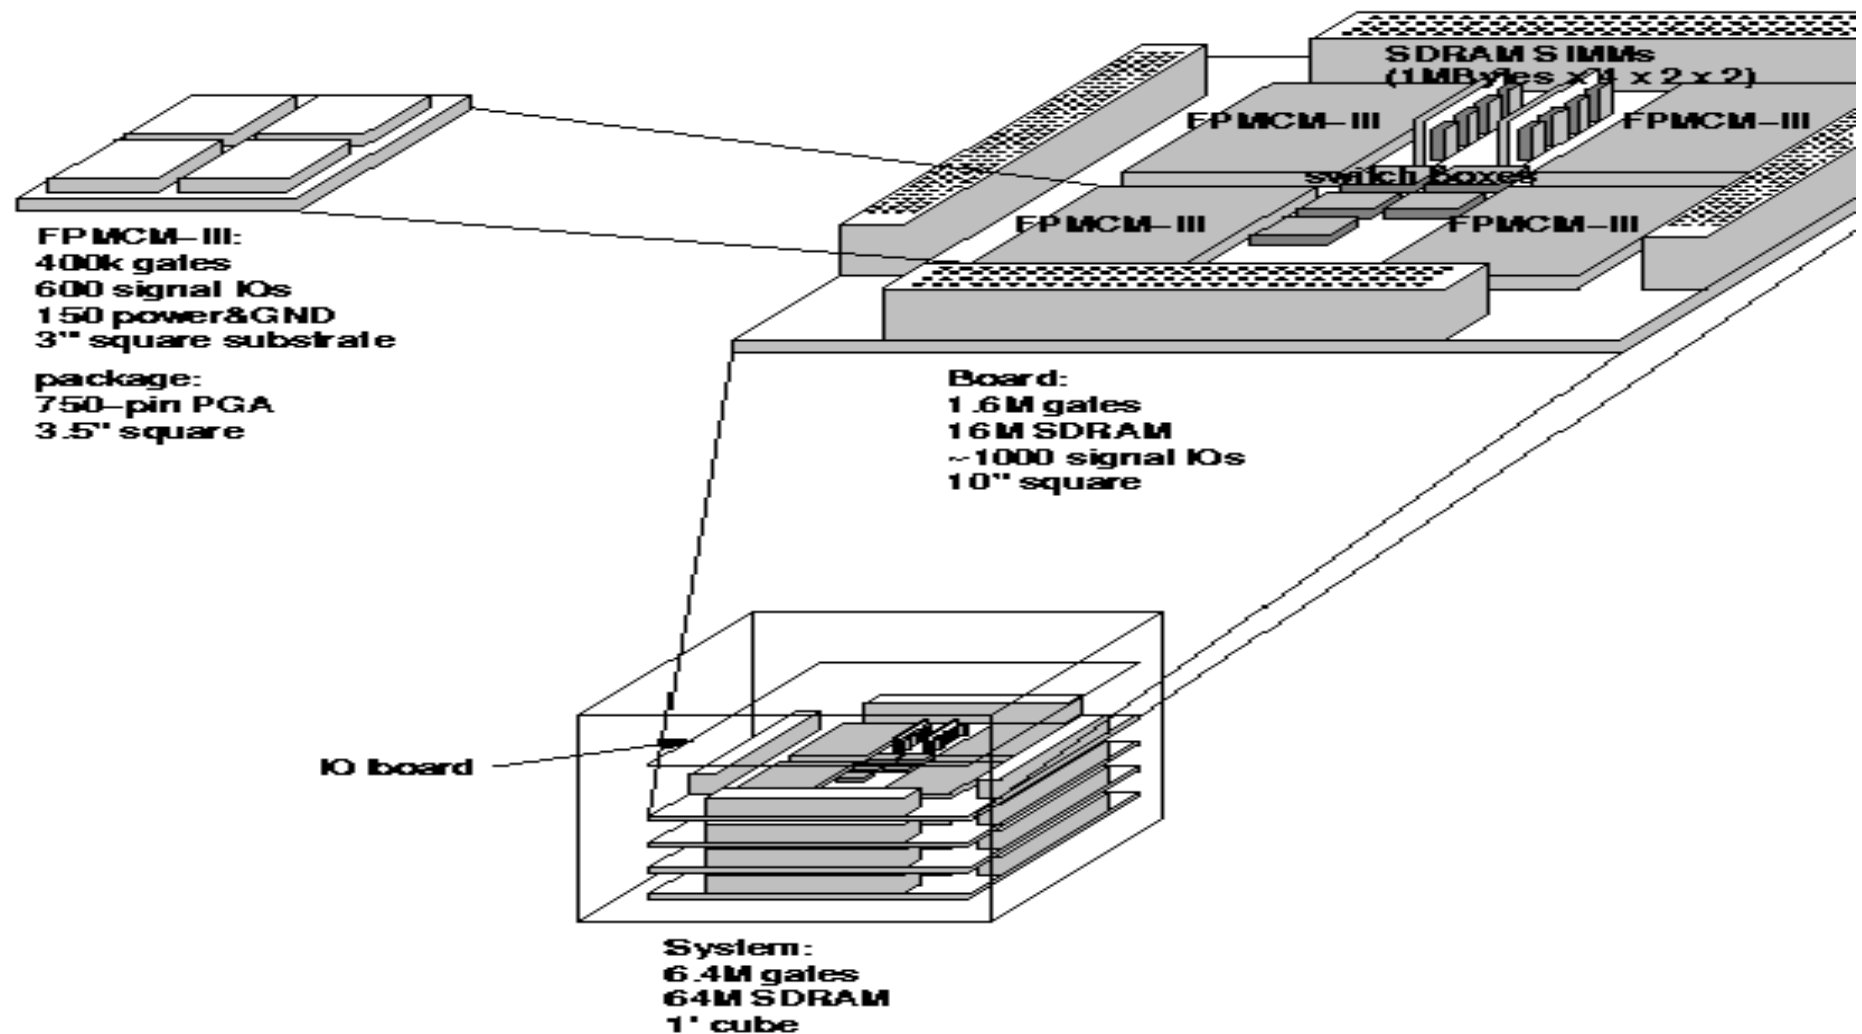 SDRAM SIMMs
(1MBytes x 4 x 2 x 2)
FPMCM-III
FPMCM-III
switch boxes
FPMCM-III
FPMCM-III
FPMCM-III:
400k gates
600 signal IOs
150 power&GND
3" square substrate
package:
750-pin PGA
3.5" square
Board:
1.6M gates
16M SDRAM
~1000 signal IOs
10" square
IO board
System:
6.4M gates
64M SDRAM
1' cube